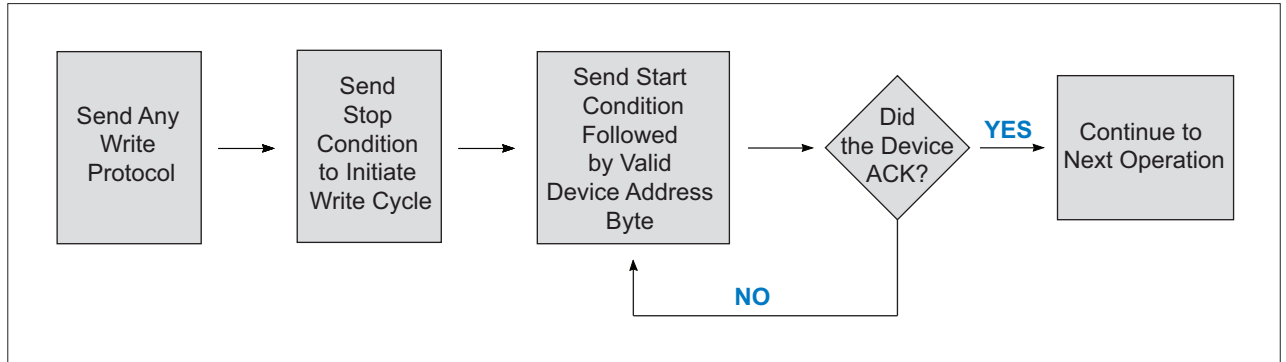 Send Any
Write
Protocol
Send
Stop
Condition
to Initiate
Write Cycle
Send Start
Condition
Followed
by Valid
Device Address
Byte
Did
the Device
ACK?
YES
Continue to
Next Operation
NO